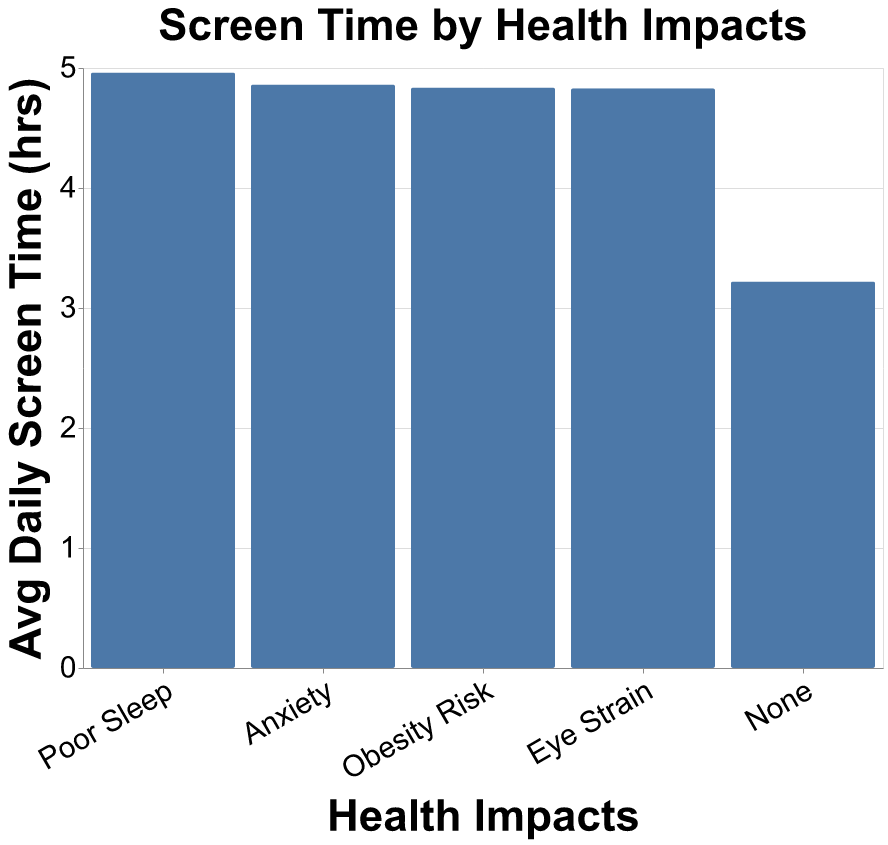 Screen Time by Health Impacts
Avg Daily Screen Time (hrs)
5
4
3
2
1
0
Poor Sleep
Anxiety
Obesity Risk
Eye Strain
None
Health Impacts